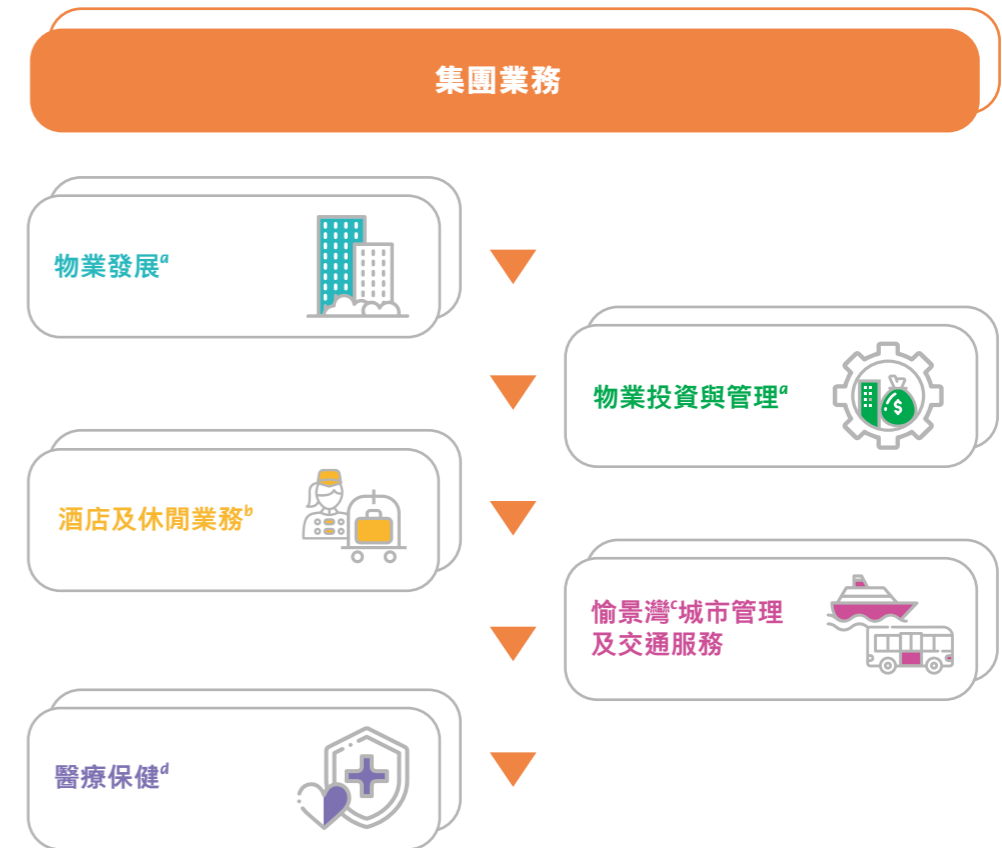 集團業務
物業發展ᵃ
物業投資與管理ᵃ
酒店及休閒業務ᵇ
愉景灣ᶜ城市管理
及交通服務
醫療保健ᵈ
$